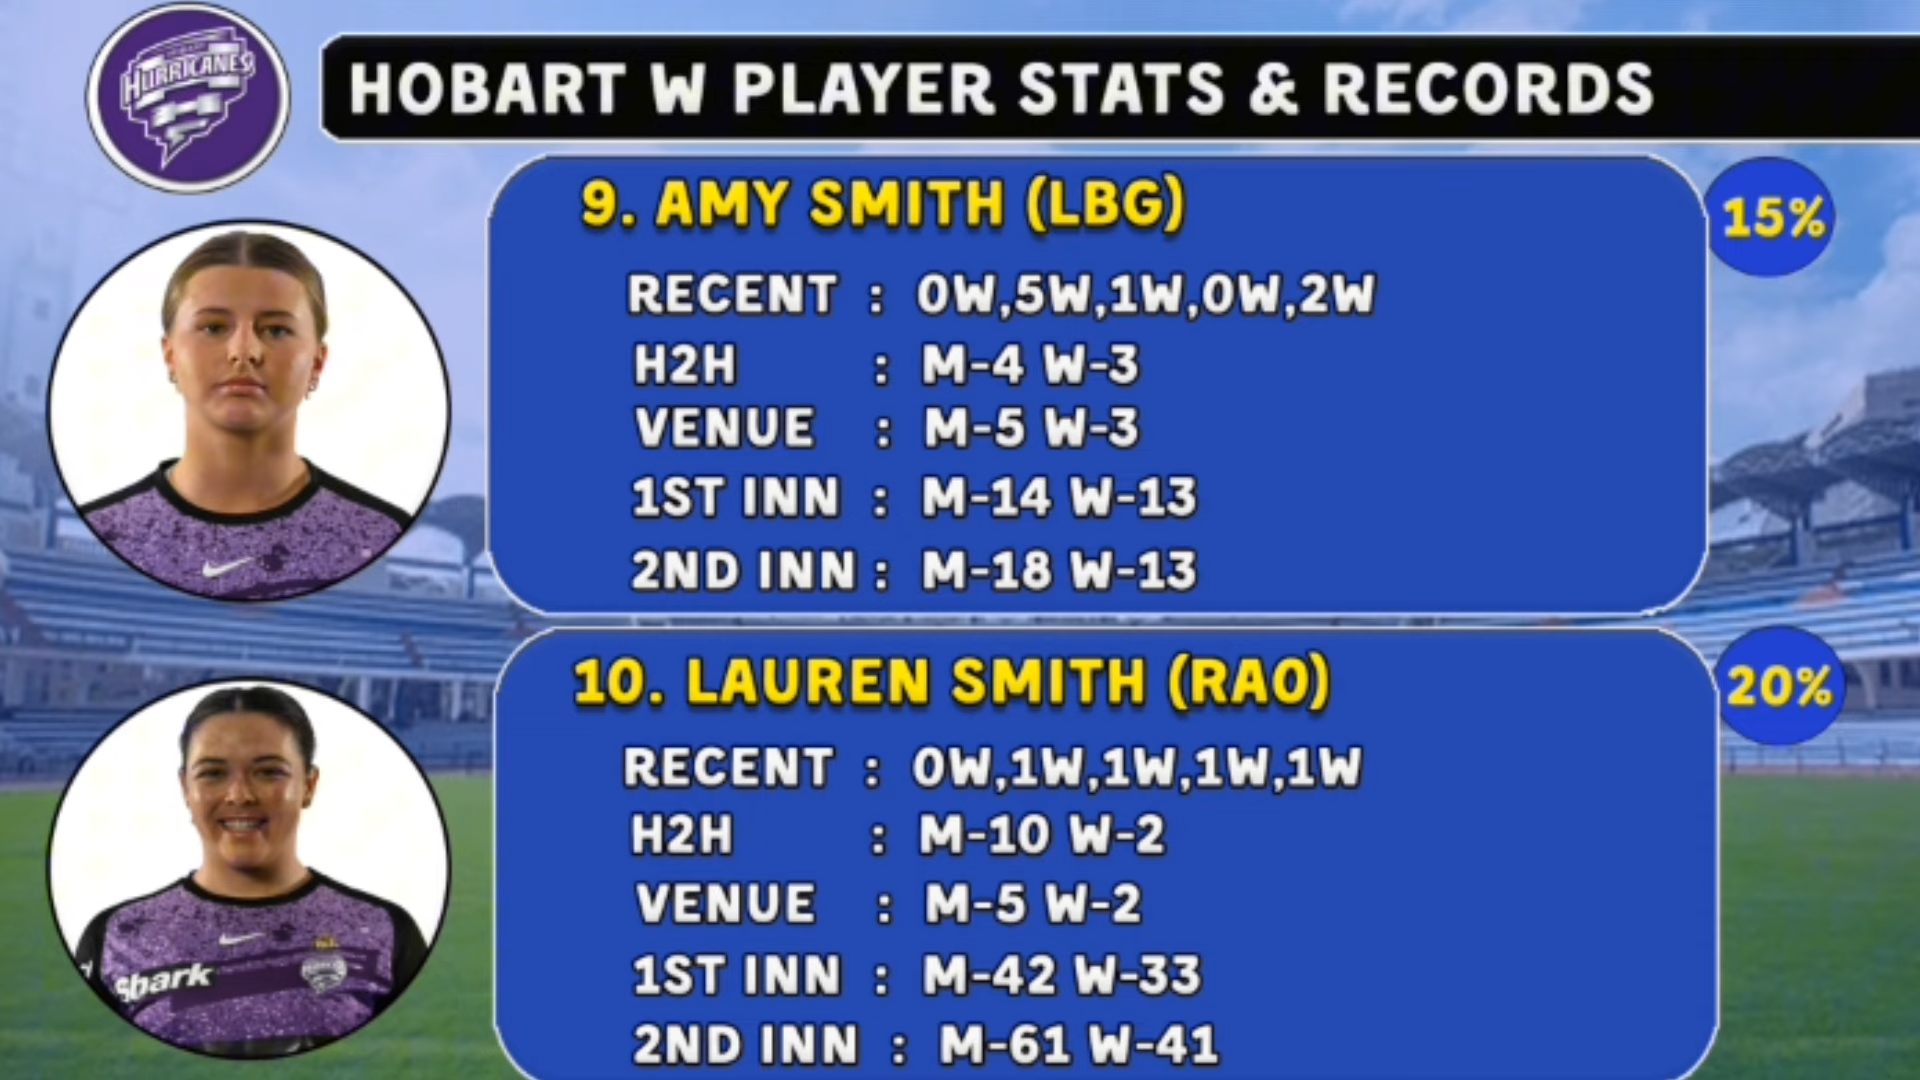 HURRICANES
HOBART W PLAYER STATS & RECORDS
9. AMY SMITH (LBG)
15%
RECENT : 0W,5W,1W,0W,2W
H2H : M-4 W-3
VENUE : M-5 W-3
1ST INN : M-14 W-13
2ND INN : M-18 W-13
10. LAUREN SMITH (RAO)
20%
RECENT : 0W,1W,1W,1W,1W
H2H : M-10 W-2
VENUE : M-5 W-2
1ST INN : M-42 W-33
2ND INN : M-61 W-41
Shark